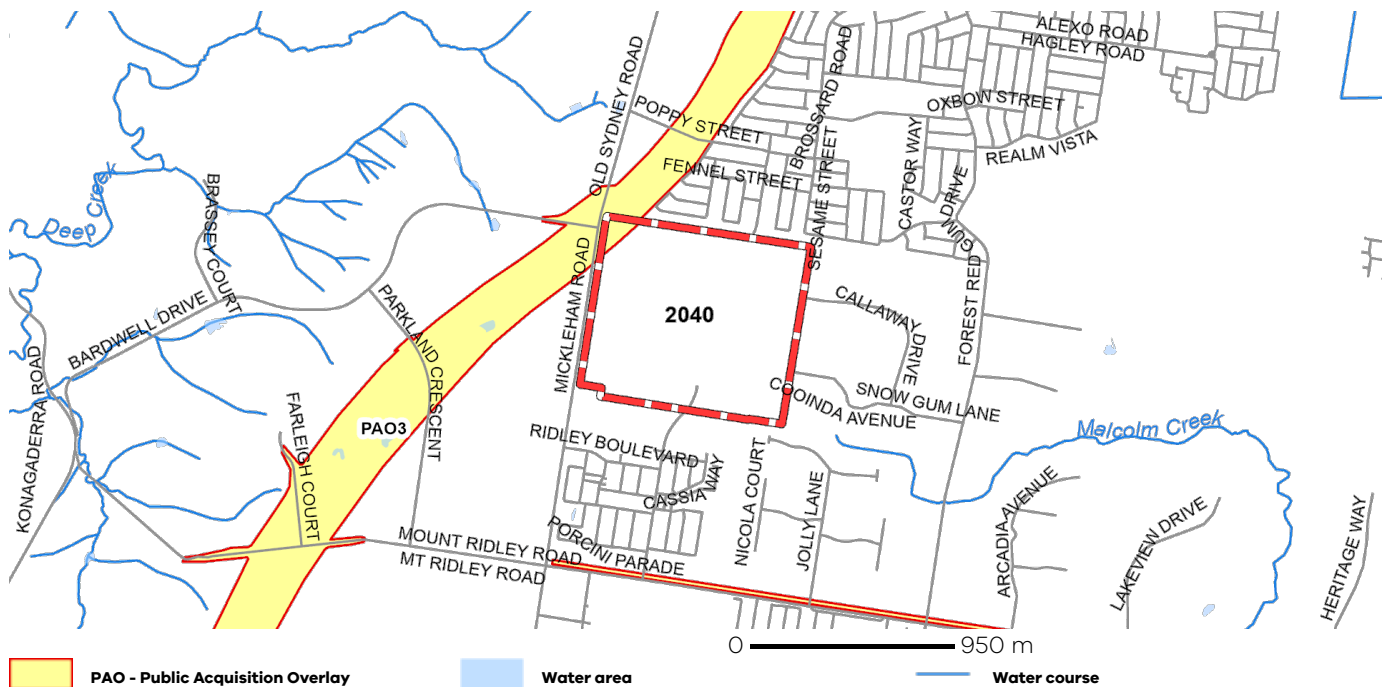 ALEXO ROAD
HAGLEY ROAD
OLD SYDNEY ROAD
BROSSARD ROAD
POPPY STREET
OXBOW STREET
REALM VISTA
FENNEL STREET
SESAME STREET
CASTOR WAY
Deep Creek
BRASSEY COURT
GUM DRIVE
FOREST RED
MICKLEHAM ROAD
2040
CALLAWAY DRIVE
PARKLAND CRESCENT
BARDWELL DRIVE
KONAGADERRA ROAD
COOINDA AVENUE
SNOW GUM LANE
FARLEIGH COURT
PAO3
RIDLEY BOULEVARD
Malcolm Creek
CASSIA WAY
NICOLA COURT
JOLLY LANE
ARCADIA AVENUE
LAKEVIEW DRIVE
HERITAGE WAY
PORCINI PARADE
MOUNT RIDLEY ROAD
MT RIDLEY ROAD
0 950 m
PAO - Public Acquisition Overlay
Water area
Water course